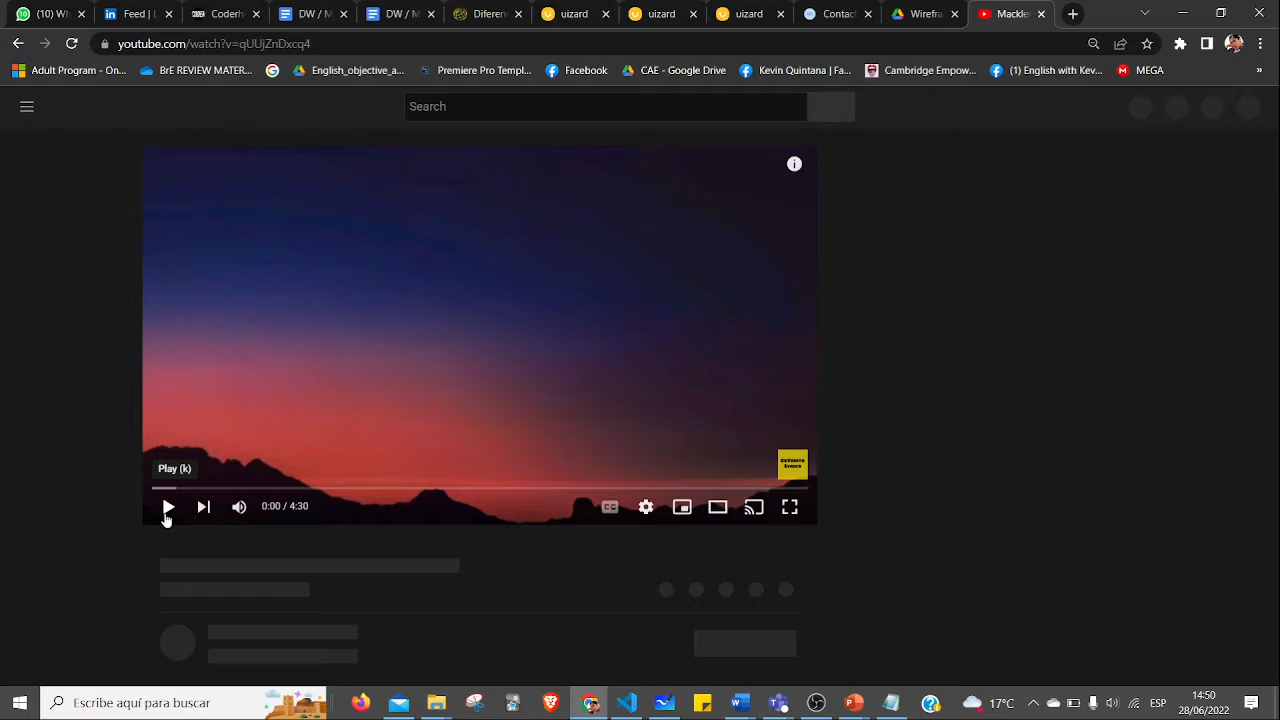 (10) Wh
Feed | L
Coderh
DW / M
DW / M
Diferen
uizard
uizard
uizard
Contact
Wirefra
Mackle
youtube.com/watch?v=qUUjZnDxcq4
Adult Program - On...
BrE REVIEW MATER...
English_objective_a...
Premiere Pro Templ...
Facebook
CAE - Google Drive
Kevin Quintana | Fa...
Cambridge Empow...
(1) English with Kev...
MEGA
»
Search
Play (k)
0:00 / 4:30
CC
Escribe aquí para buscar
17°C
ESP
14:50
28/06/2022